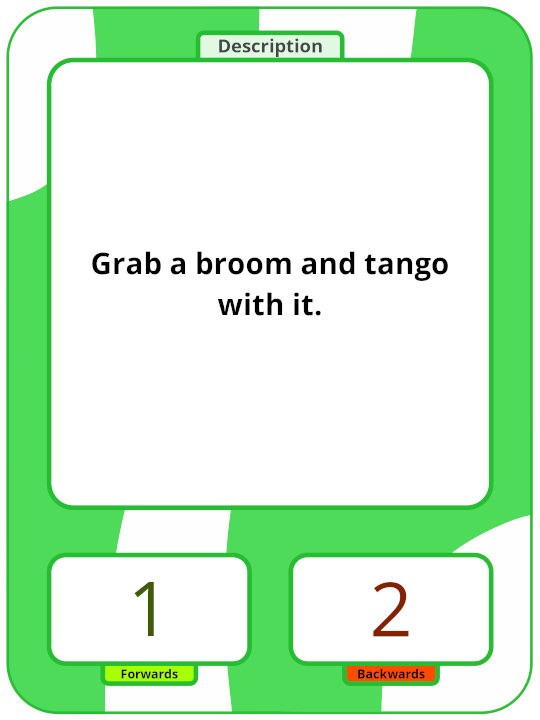 Description
Grab a broom and tango
with it.
1
2
Forwards
Backwards